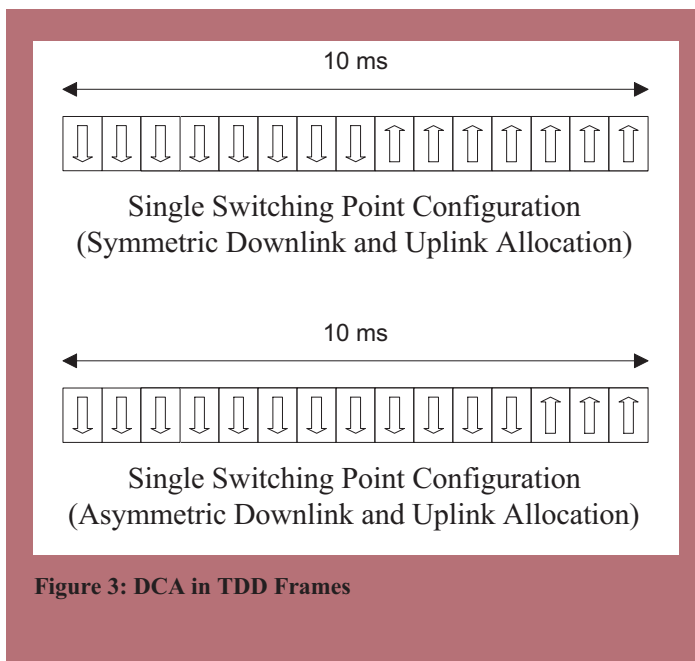 10 ms
Single Switching Point Configuration
(Symmetric Downlink and Uplink Allocation)
10 ms
Single Switching Point Configuration
(Asymmetric Downlink and Uplink Allocation)
Figure 3: DCA in TDD Frames